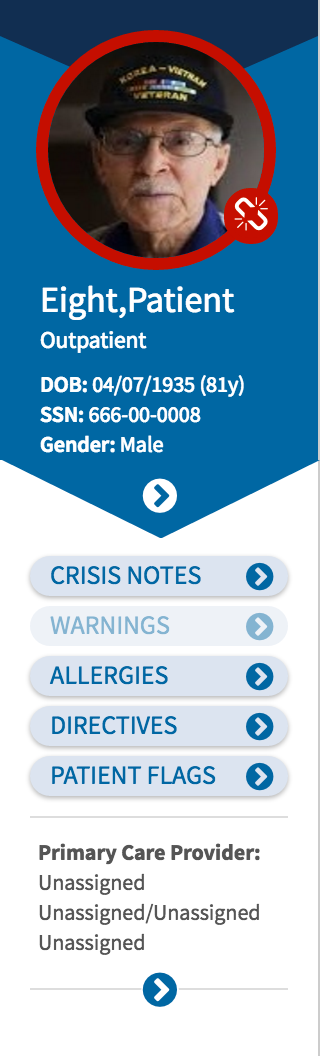 KOREA – VIETNAM
VETERAN
Eight,Patient
Outpatient
DOB: 04/07/1935 (81y)
SSN: 666-00-0008
Gender: Male
CRISIS NOTES
WARNINGS
ALLERGIES
DIRECTIVES
PATIENT FLAGS
Primary Care Provider:
Unassigned
Unassigned/Unassigned
Unassigned